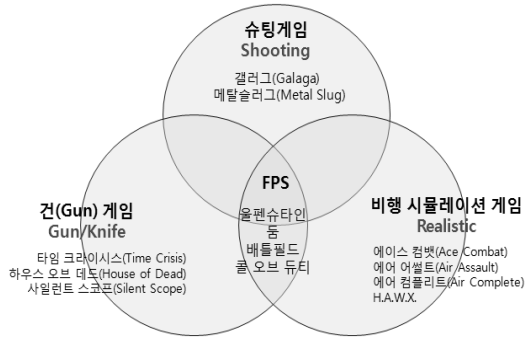 슈팅게임
Shooting
갤러그(Galaga)
메탈슬러그(Metal Slug)
FPS
울펜슈타인
둠
배틀필드
콜 오브 듀티
건(Gun) 게임
Gun/Knife
타임 크라이시스(Time Crisis)
하우스 오브 데드(House of Dead)
사일런트 스코프(Silent Scope)
비행 시뮬레이션 게임
Realistic
에이스 컴뱃(Ace Combat)
에어 어썰트(Air Assault)
에어 컴플리트(Air Complete)
H.A.W.X.